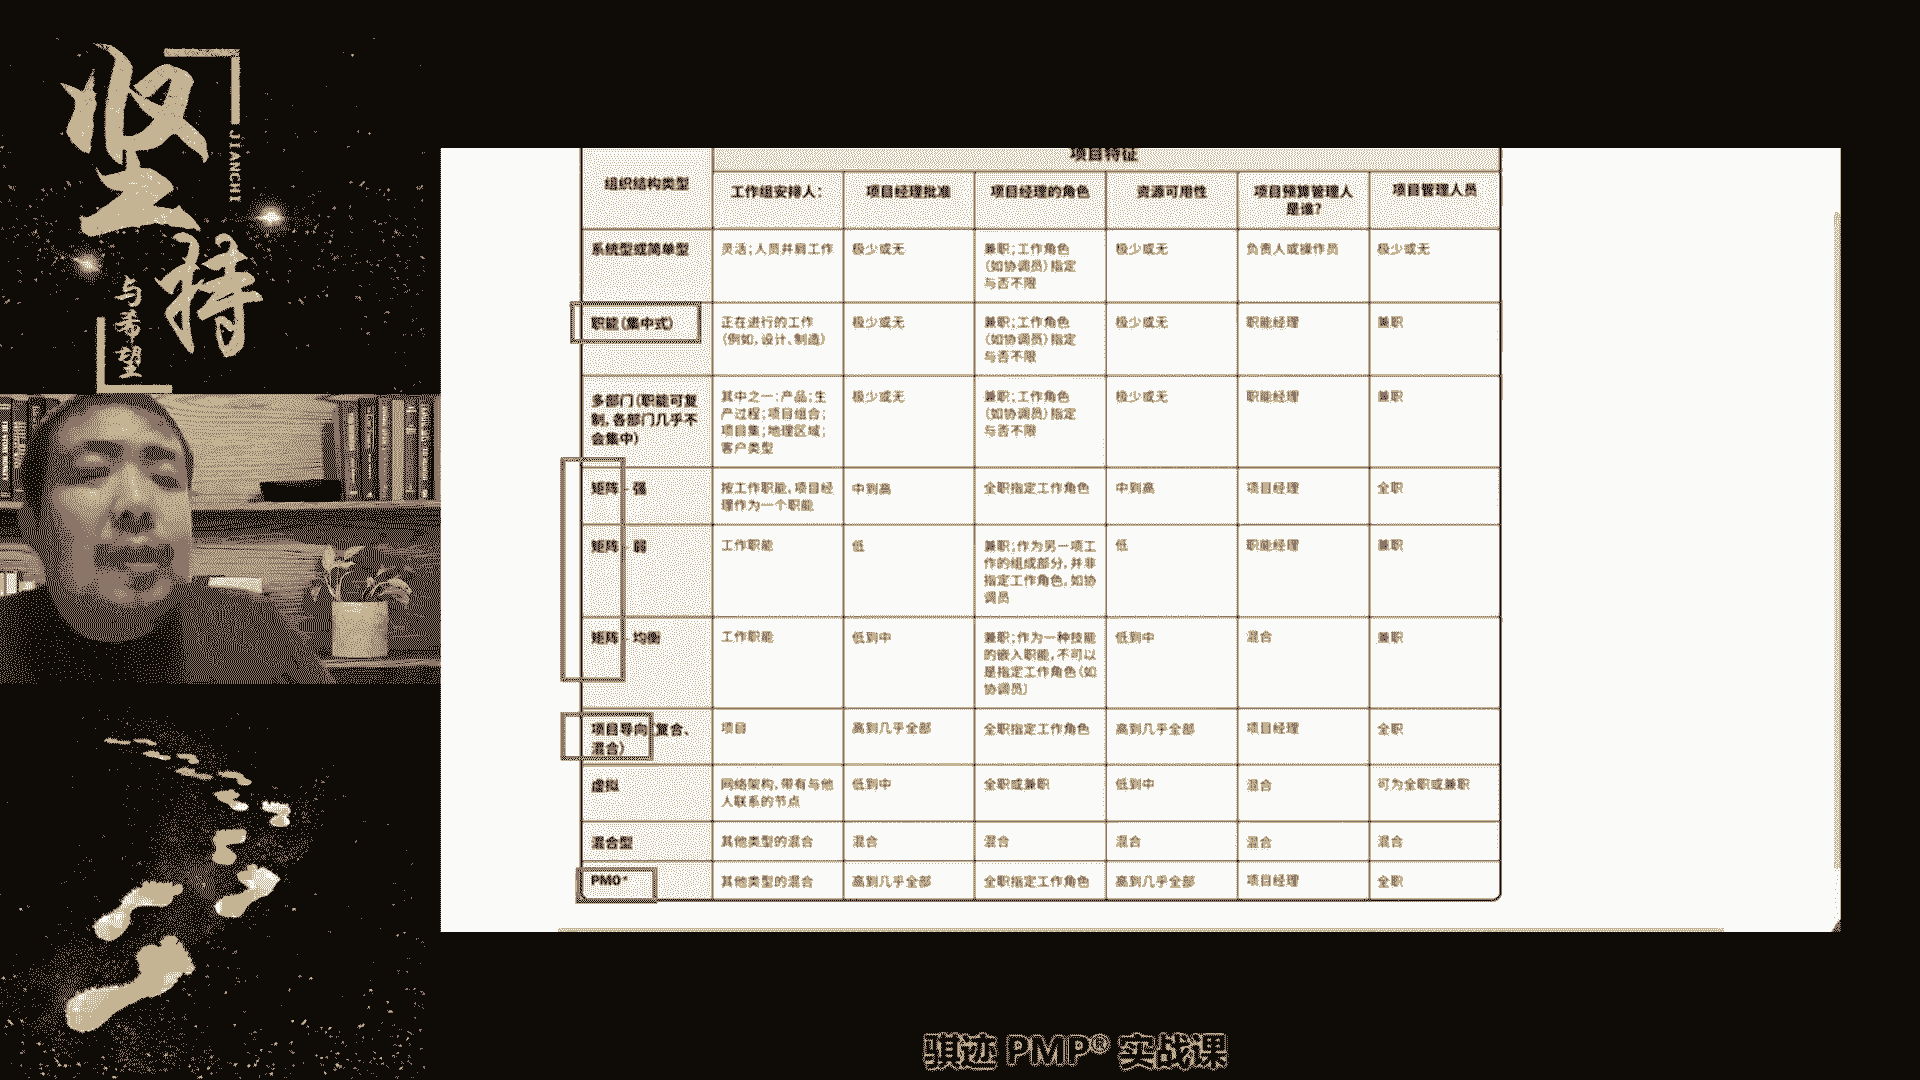 坚持
JIANCHI
与希望
项目特征
组织结构类型
工作组安排人：
项目经理批准
项目经理的角色
资源可用性
项目预算管理人
是谁？
项目管理人员
系统型或简单型
灵活；人员并肩工作
极少或无
兼职；工作角色
（如协调员）指定
与否不限
极少或无
负责人或操作员
极少或无
职能（集中式）
正在进行的工作
（例如，设计、制造）
极少或无
兼职；工作角色
（如协调员）指定
与否不限
极少或无
职能经理
兼职
多部门（职能可复
制，各部门几乎不
会集中）
其中之一：产品；生
产过程；项目组合；
项目集；地理区域；
客户类型
极少或无
兼职；工作角色
（如协调员）指定
与否不限
极少或无
职能经理
兼职
矩阵 - 强
按工作职能，项目经
理作为一个职能
中到高
全职指定工作角色
中到高
项目经理
全职
矩阵 - 弱
工作职能
低
兼职；作为另一项工
作的组成部分，并非
指定工作角色，如协
调员
低
职能经理
兼职
矩阵 - 均衡
工作职能
低到中
兼职；作为一种技能
的嵌入职能，不可以
是指定工作角色（如
协调员）
低到中
混合
兼职
项目导向（复合、
混合）
项目
高到几乎全部
全职指定工作角色
高到几乎全部
项目经理
全职
虚拟
网络架构，带有与他
人联系的节点
低到中
全职或兼职
低到中
混合
可为全职或兼职
混合型
其他类型的混合
混合
混合
混合
混合
混合
PMO*
其他类型的混合
高到几乎全部
全职指定工作角色
高到几乎全部
项目经理
全职
骐迹 PMP® 实战课